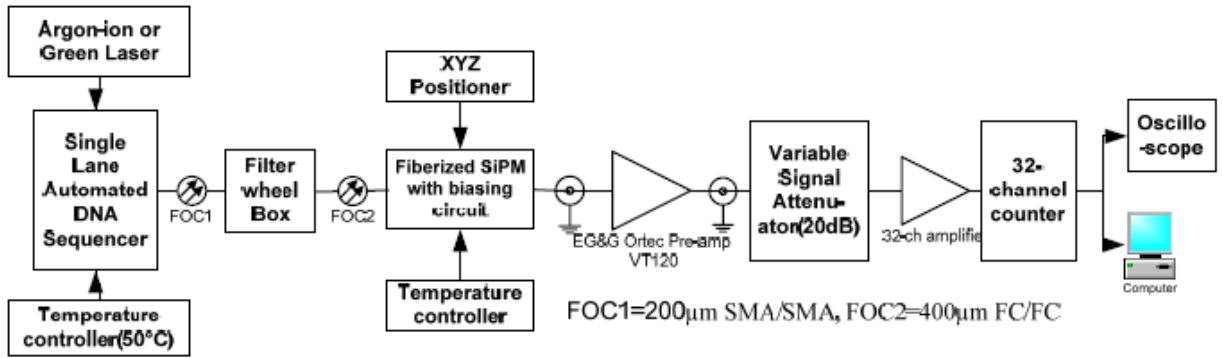 Argon-ion or
Green Laser
Single
Lane
Automated
DNA
Sequencer
Temperature
controller(50°C)
FOC1
Filter
wheel
Box
FOC2
XYZ
Positioner
Fiberized SiPM
with biasing
circuit
Temperature
controller
EG&G Ortec Pre-amp
VT120
Variable
Signal
Attenu-
ator(20dB)
32-ch amplifie
32-
channel
counter
Oscillo
-scope
Computer
FOC1=200μm SMA/SMA, FOC2=400μm FC/FC